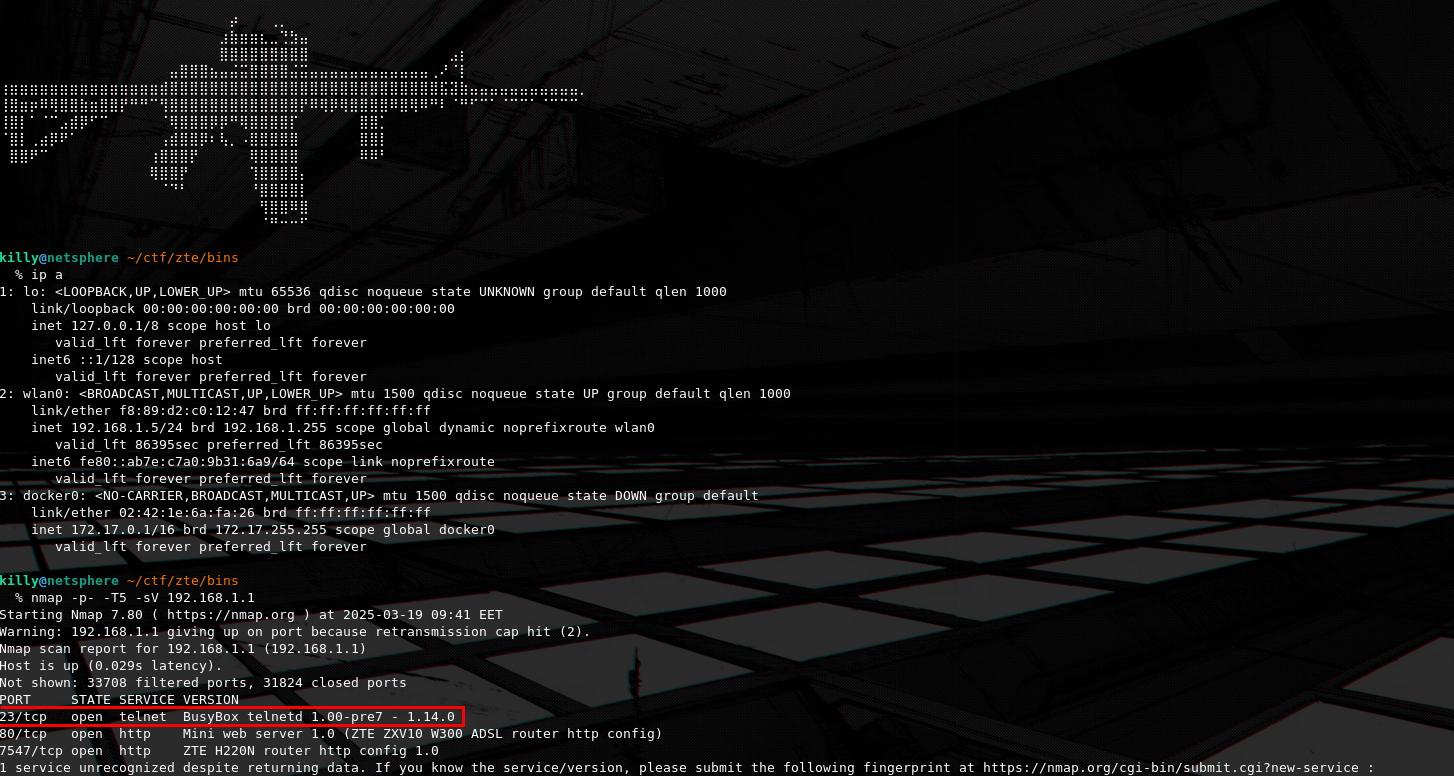 killy@netsphere ~/ctf/zte/bins
% ip a
1: lo: <LOOPBACK,UP,LOWER_UP> mtu 65536 qdisc noqueue state UNKNOWN group default qlen 1000
link/loopback 00:00:00:00:00:00 brd 00:00:00:00:00:00
inet 127.0.0.1/8 scope host lo
valid_lft forever preferred_lft forever
inet6 ::1/128 scope host
valid_lft forever preferred_lft forever
2: wlan0: <BROADCAST,MULTICAST,UP,LOWER_UP> mtu 1500 qdisc noqueue state UP group default qlen 1000
link/ether f8:89:d2:c0:12:47 brd ff:ff:ff:ff:ff:ff
inet 192.168.1.5/24 brd 192.168.1.255 scope global dynamic noprefixroute wlan0
valid_lft 86395sec preferred_lft 86395sec
inet6 fe80::ab7e:c7a0:9b31:6a9/64 scope link noprefixroute
valid_lft forever preferred_lft forever
3: docker0: <NO-CARRIER,BROADCAST,MULTICAST,UP> mtu 1500 qdisc noqueue state DOWN group default
link/ether 02:42:1e:6a:fa:26 brd ff:ff:ff:ff:ff:ff
inet 172.17.0.1/16 brd 172.17.255.255 scope global docker0
valid_lft forever preferred_lft forever
killy@netsphere ~/ctf/zte/bins
% nmap -p- -T5 -sV 192.168.1.1
Starting Nmap 7.80 ( https://nmap.org ) at 2025-03-19 09:41 EET
Warning: 192.168.1.1 giving up on port because retransmission cap hit (2).
Nmap scan report for 192.168.1.1 (192.168.1.1)
Host is up (0.029s latency).
Not shown: 33708 filtered ports, 31824 closed ports
PORT     STATE SERVICE VERSION
23/tcp   open  telnet  BusyBox telnetd 1.00-pre7 - 1.14.0
80/tcp   open  http    Mini web server 1.0 (ZTE ZXV10 W300 ADSL router http config)
7547/tcp open  http    ZTE H220N router http config 1.0
1 service unrecognized despite returning data. If you know the service/version, please submit the following fingerprint at https://nmap.org/cgi-bin/submit.cgi?new-service :